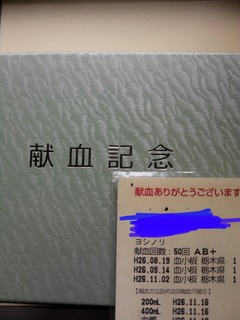 献血記念
献血ありがとうございます
ヨシノリ
献血回数: 50回 AB+
H26.08.19 血小板 栃木県 1
H26.09.14 血小板 栃木県 1
H26.11.02 血小板 栃木県 1
200mL H26.11.16
400mL H26.11.16